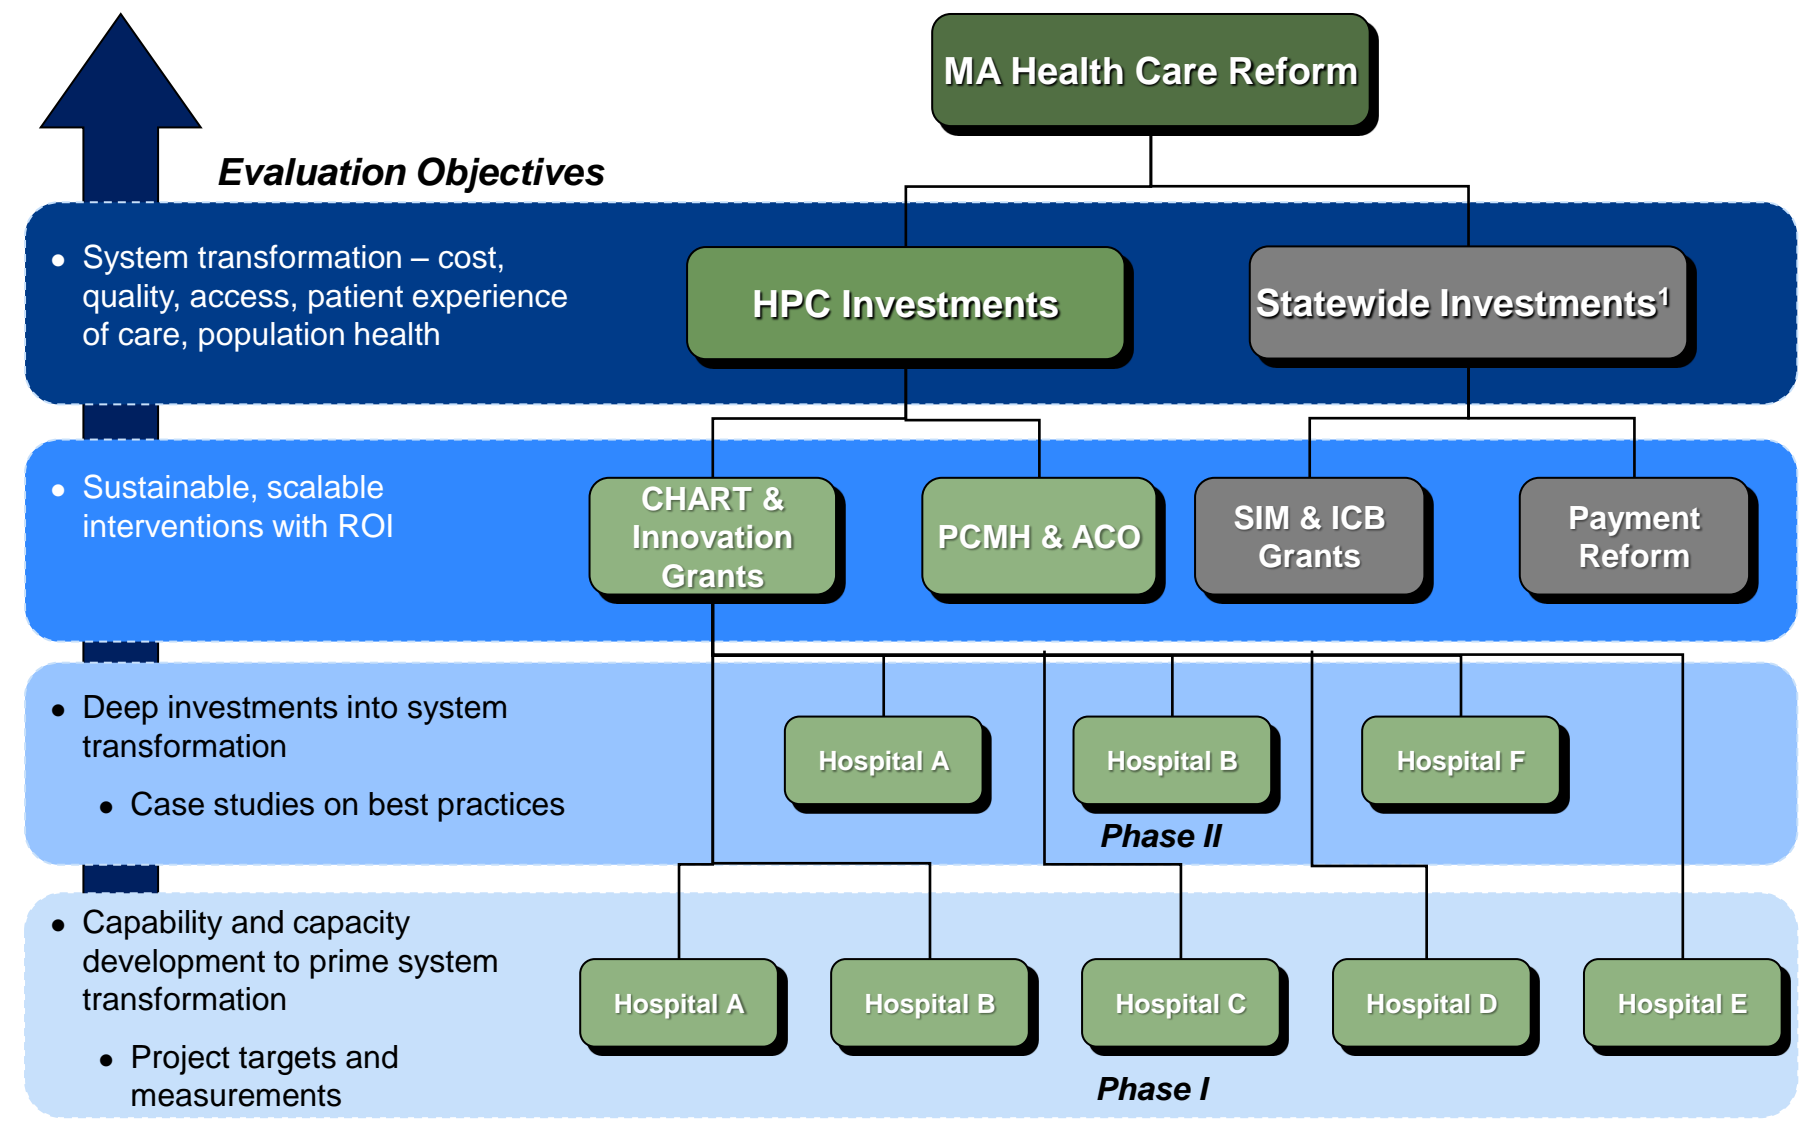 MA Health Care Reform
Evaluation Objectives
● System transformation – cost,
quality, access, patient experience
of care, population health
HPC Investments
Statewide Investments¹
● Sustainable, scalable
interventions with ROI
CHART &
Innovation
Grants
PCMH & ACO
SIM & ICB
Grants
Payment
Reform
● Deep investments into system
transformation
● Case studies on best practices
Hospital A
Hospital B
Hospital F
Phase II
● Capability and capacity
development to prime system
transformation
● Project targets and
measurements
Hospital A
Hospital B
Hospital C
Hospital D
Hospital E
Phase I